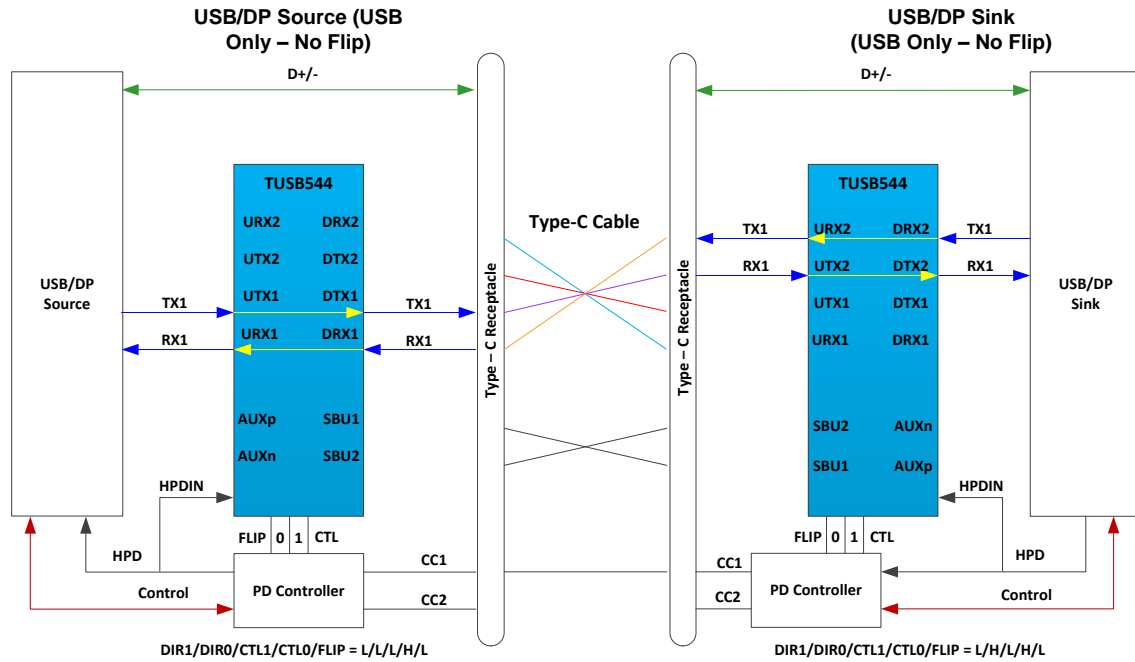 USB/DP Source (USB
Only – No Flip)
USB/DP Sink
(USB Only – No Flip)
D+/-
D+/-
TUSB544
URX2 DRX2
UTX2 DTX2
UTX1 DTX1
URX1 DRX1
AUXp SBU1
AUXn SBU2
USB/DP
Source
TX1
TX1
RX1
RX1
Type – C Receptacle
Type-C Cable
Type – C Receptacle
TUSB544
URX2 DRX2
UTX2 DTX2
UTX1 DTX1
URX1 DRX1
SBU2 AUXn
SBU1 AUXp
TX1
TX1
RX1
RX1
USB/DP
Sink
HPDIN
HPDIN
FLIP 0 1 CTL
FLIP 0 1 CTL
HPD
HPD
Control
Control
PD Controller
PD Controller
CC1
CC2
CC1
CC2
DIR1/DIR0/CTL1/CTL0/FLIP = L/L/L/H/L
DIR1/DIR0/CTL1/CTL0/FLIP = L/H/L/H/L